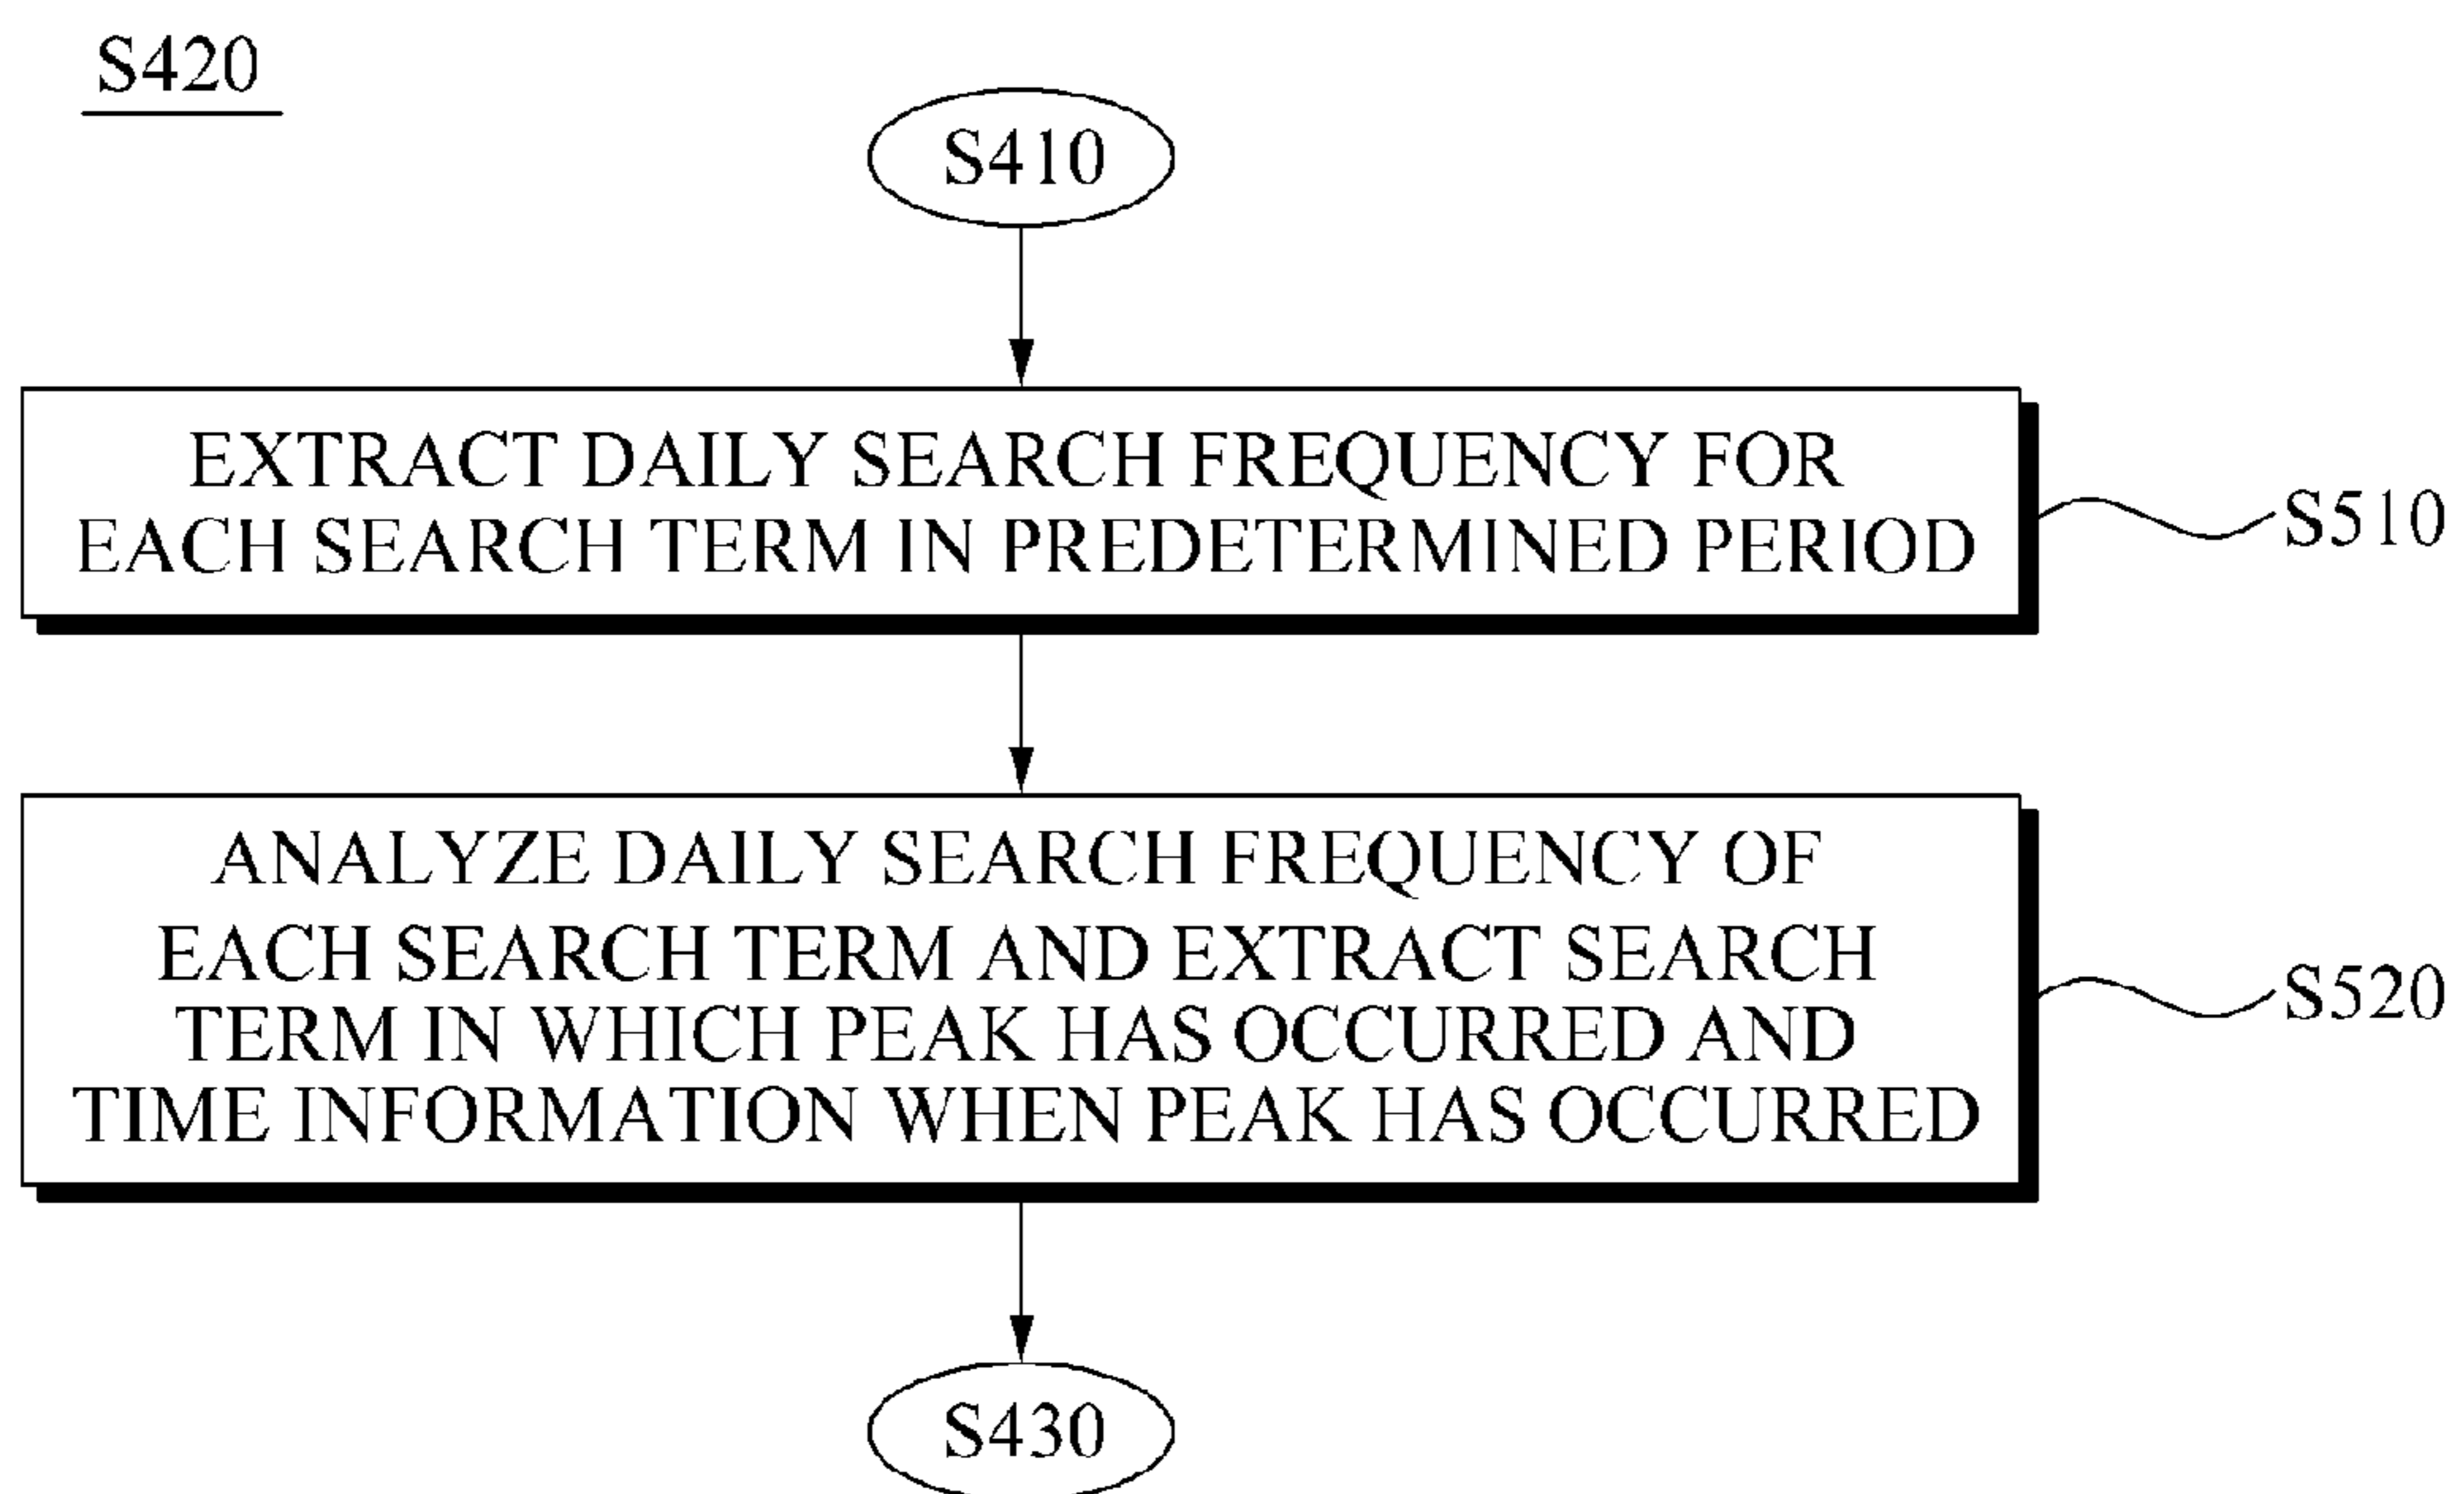 S420
S410
EXTRACT DAILY SEARCH FREQUENCY FOR
EACH SEARCH TERM IN PREDETERMINED PERIOD
S510
ANALYZE DAILY SEARCH FREQUENCY OF
EACH SEARCH TERM AND EXTRACT SEARCH
TERM IN WHICH PEAK HAS OCCURRED AND
TIME INFORMATION WHEN PEAK HAS OCCURRED
S520
S430